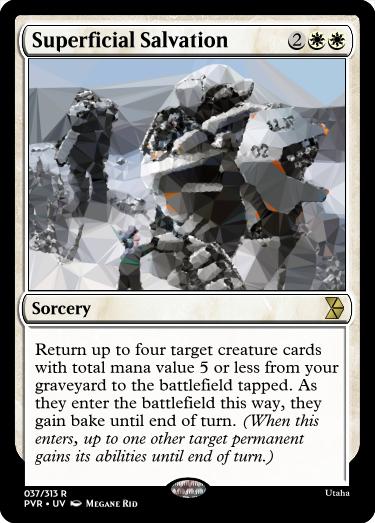 Superficial Salvation 2
Sorcery
Return up to four target creature cards
with total mana value 5 or less from your
graveyard to the battlefield tapped. As
they enter the battlefield this way, they
gain bake until end of turn. (When this
enters, up to one other target permanent
gains its abilities until end of turn.)
037/313 R
PVR • UV Megane Rid
Utaha